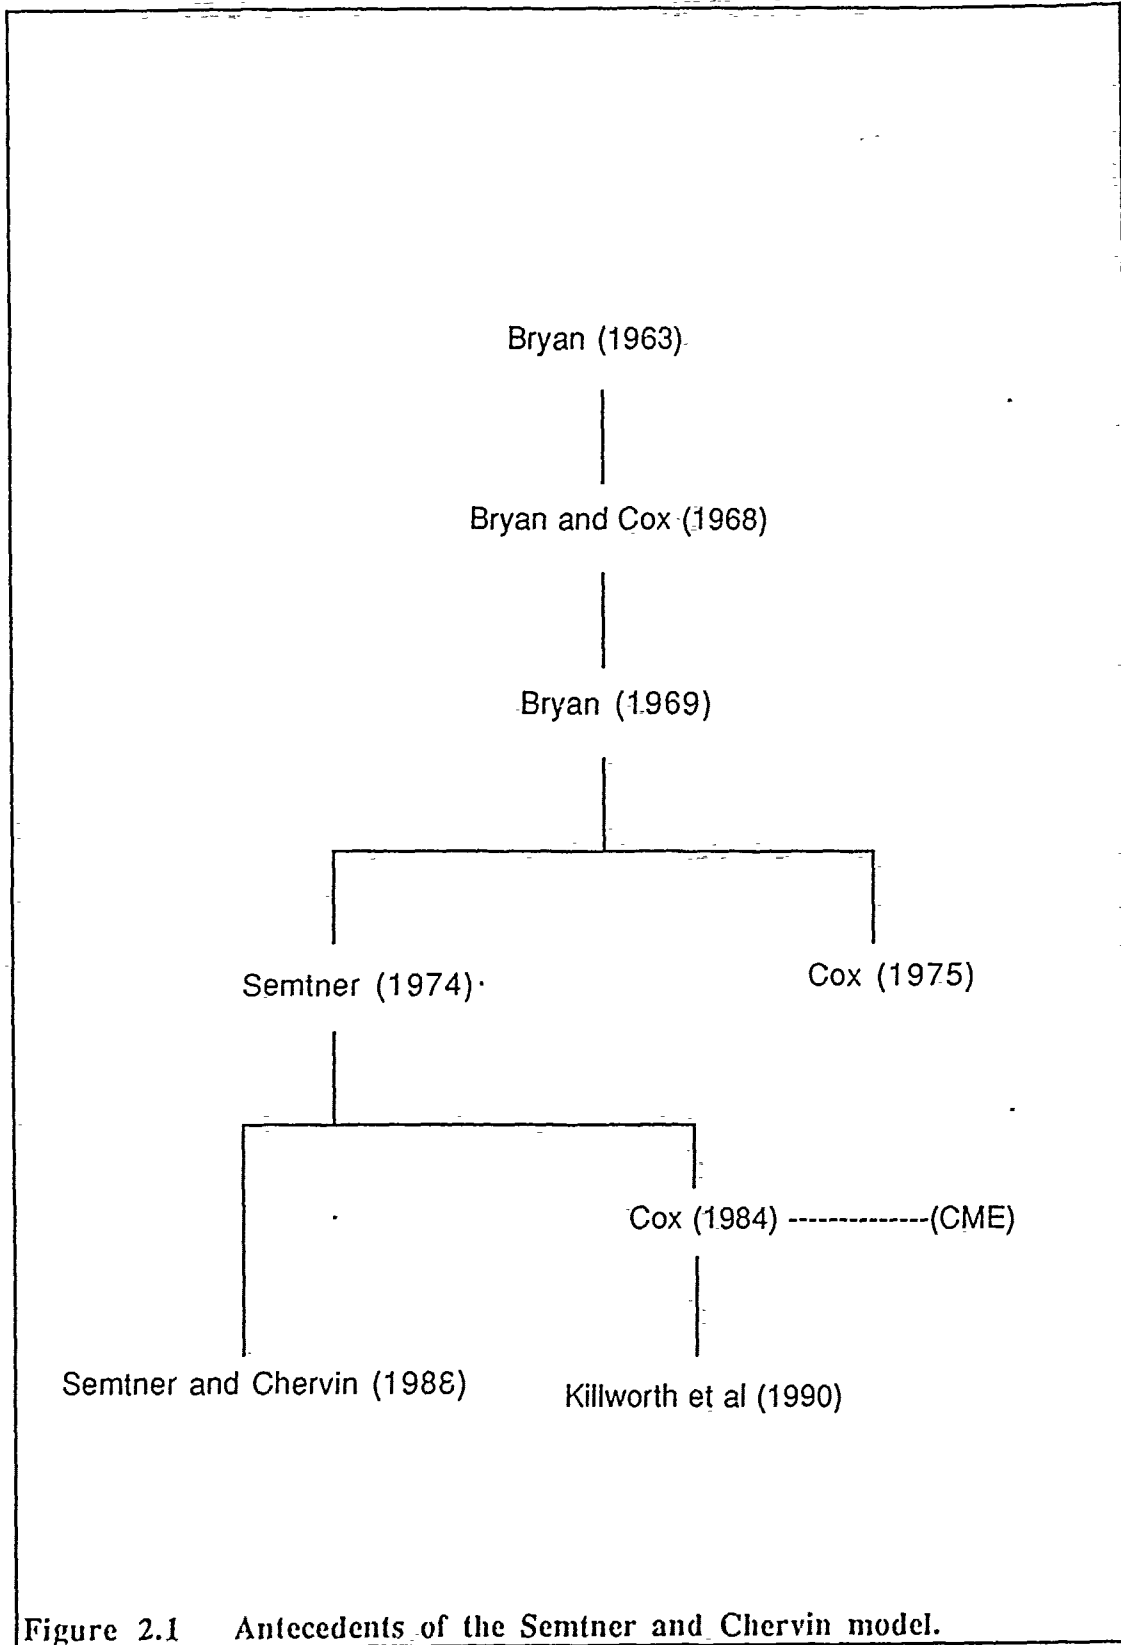 Bryan (1963)
Bryan and Cox (1968)
Bryan (1969)
Semtner (1974)
Cox (1975)
Cox (1984) --------------(CME)
Semtner and Chervin (1988)
Killworth et al (1990)
Figure 2.1 Antecedents of the Semtner and Chervin model.